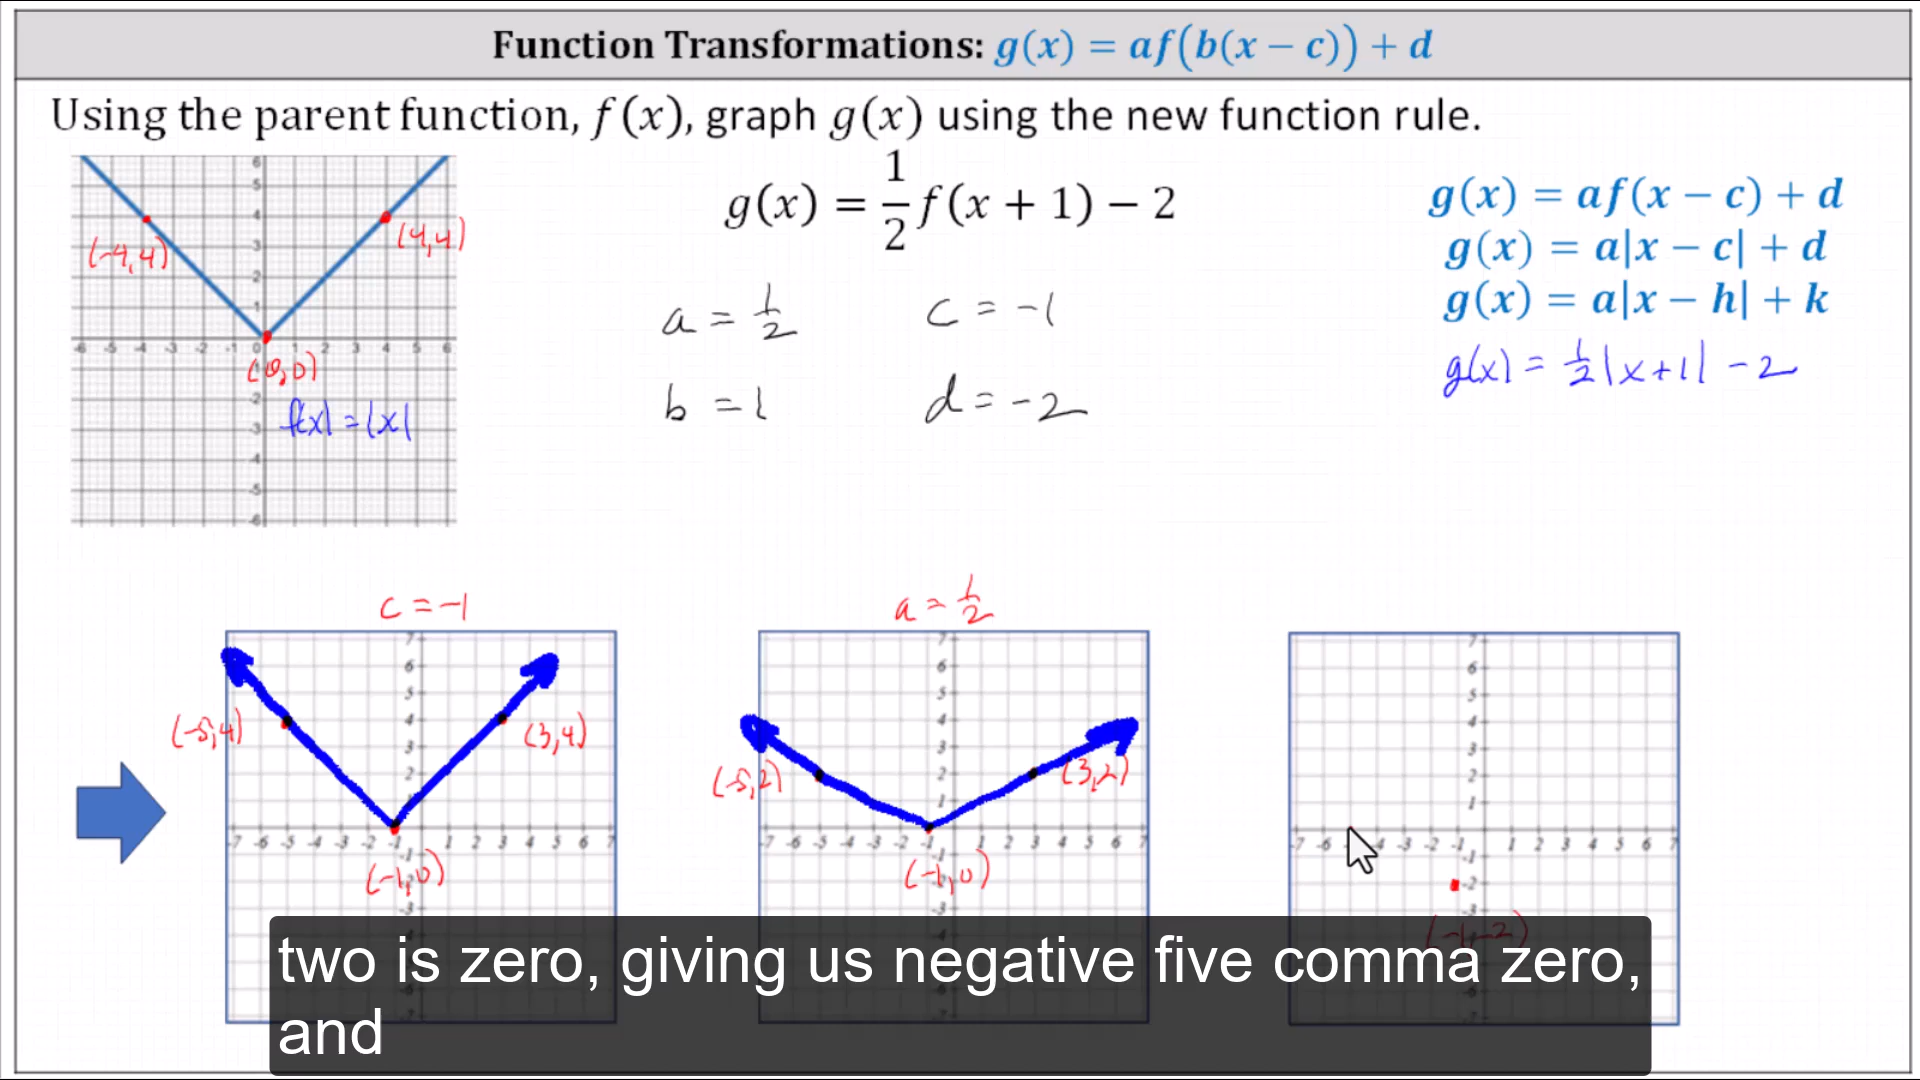 Function Transformations: g(x) = af(b(x − c)) + d
Using the parent function, f(x), graph g(x) using the new function rule.
g(x) = 1/2 f(x + 1) − 2
g(x) = af(x − c) + d
g(x) = a|x − c| + d
g(x) = a|x − h| + k
g(x) = 1/2 |x+1| − 2
(-4,4)
(4,4)
(0,0)
f(x) = |x|
a = 1/2
c = -1
b = 1
d = -2
c = -1
(-5,4)
(3,4)
(-1,0)
a = 1/2
(-5,2)
(3,2)
(-1,0)
(-1,-2)
two is zero, giving us negative five comma zero,
and